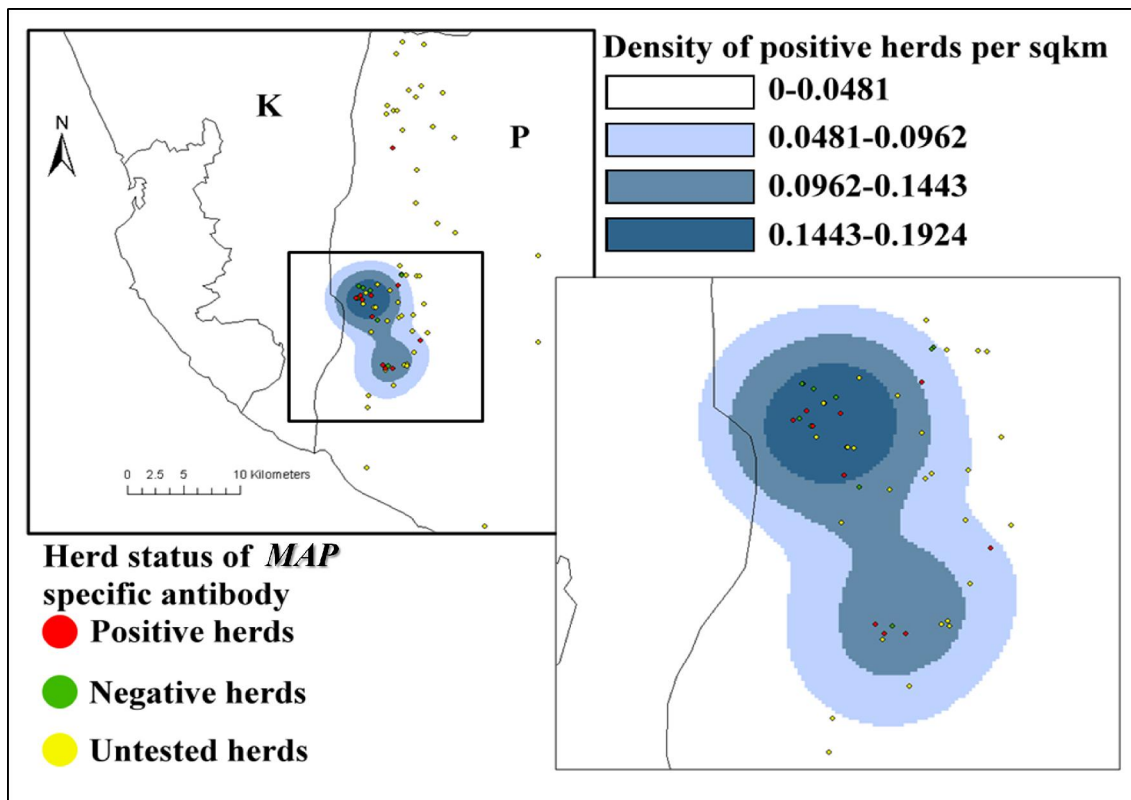 K
P
N
0 2.5 5 10 Kilometers
Density of positive herds per sqkm
0-0.0481
0.0481-0.0962
0.0962-0.1443
0.1443-0.1924
Herd status of MAP
specific antibody
Positive herds
Negative herds
Untested herds